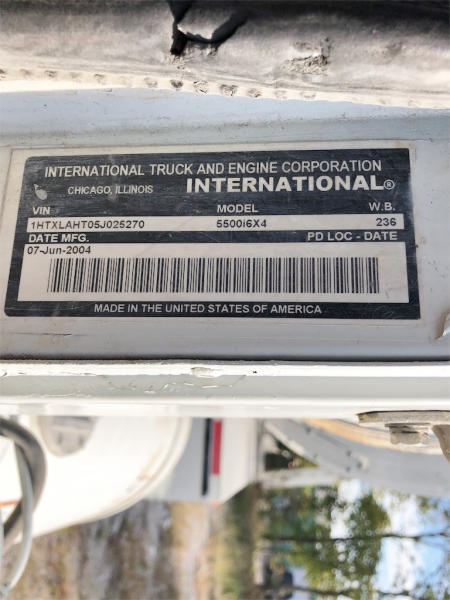 INTERNATIONAL TRUCK AND ENGINE CORPORATION
CHICAGO, ILLINOIS INTERNATIONAL®
VIN MODEL W.B.
1HTXLAHT05J025270 5500i6X4 236
DATE MFG. PD LOC - DATE
07-Jun-2004
MADE IN THE UNITED STATES OF AMERICA